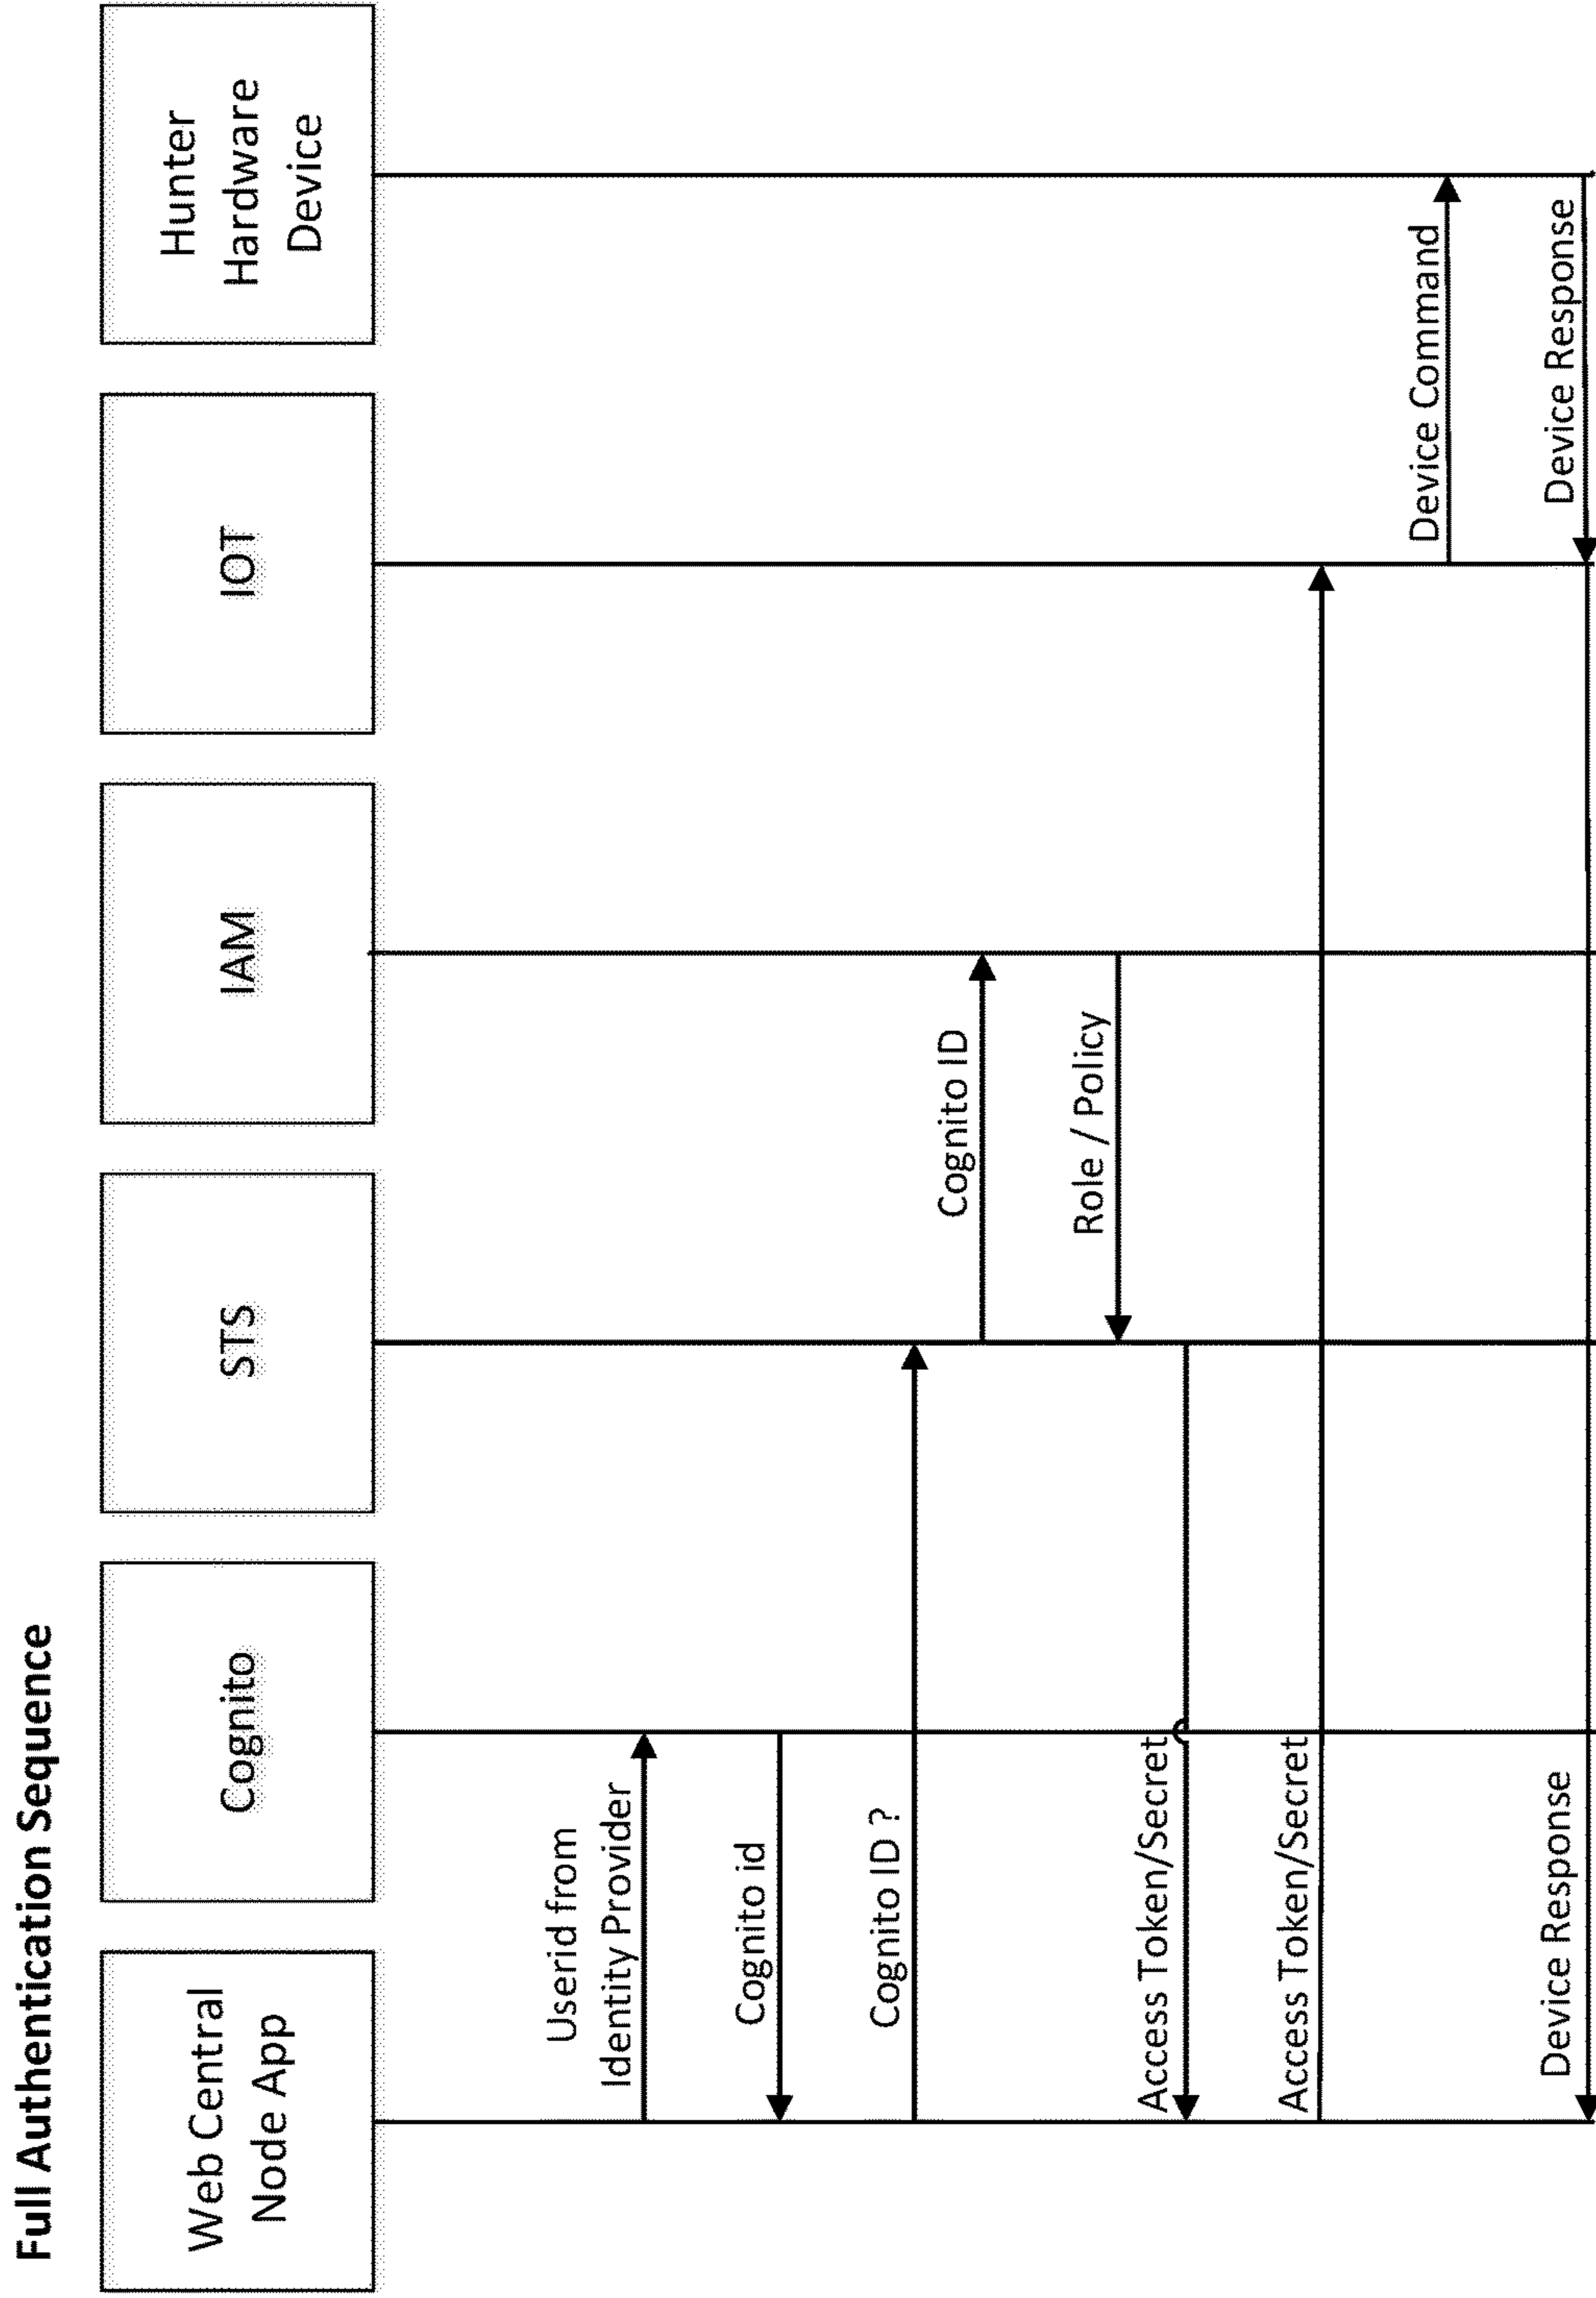 Full Authentication Sequence
Web Central
Node App
Cognito
STS
IAM
IOT
Hunter
Hardware
Device
Userid from
Identity Provider
Cognito id
Cognito ID ?
Cognito ID
Role / Policy
Access Token/Secret
Access Token/Secret
Device Command
Device Response
Device Response